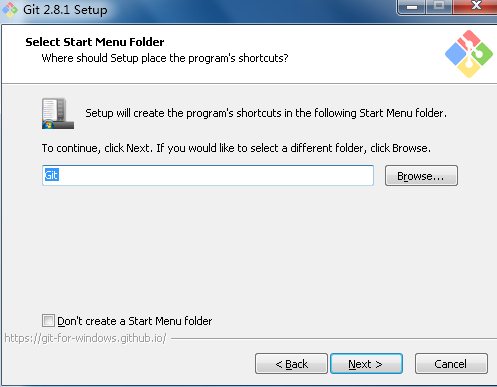 Git 2.8.1 Setup
Select Start Menu Folder
Where should Setup place the program's shortcuts?
Setup will create the program's shortcuts in the following Start Menu folder.
To continue, click Next. If you would like to select a different folder, click Browse.
Git
Browse...
Don't create a Start Menu folder
https://git-for-windows.github.io/
< Back
Next >
Cancel